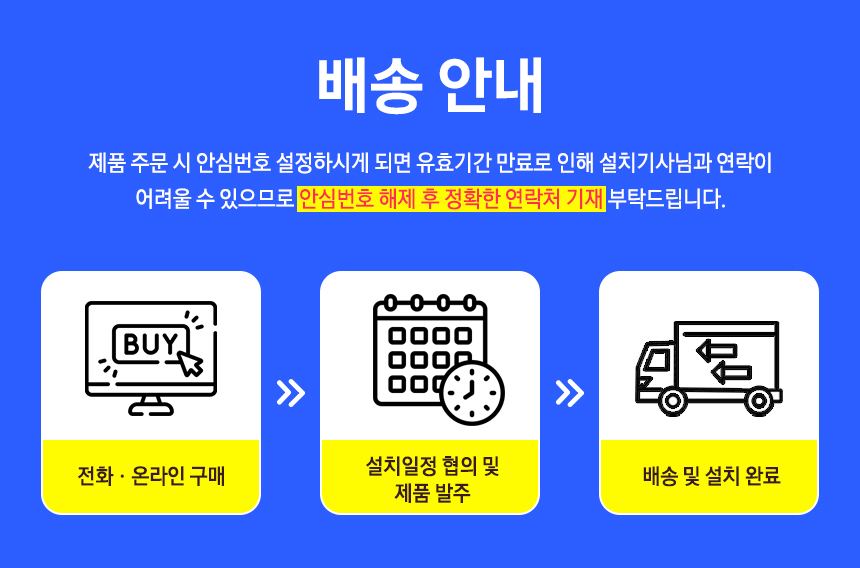 배송 안내
제품 주문 시 안심번호 설정하시게 되면 유효기간 만료로 인해 설치기사님과 연락이
어려울 수 있으므로 안심번호 해제 후 정확한 연락처 기재 부탁드립니다.
BUY
전화 · 온라인 구매
설치일정 협의 및
제품 발주
배송 및 설치 완료